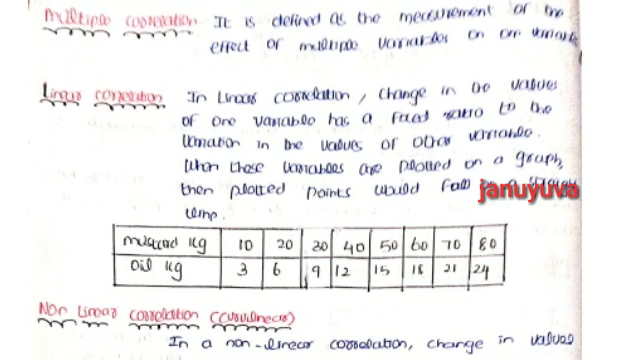 multiple correlation It is defined as the measurement of the
effect of multiple variables on one variable
Linear correlation In Linear correlation, change in the values
of one variable has a fixed ratio to the
variation in the values of other variable.
when these variables are plotted on a graph,
then plotted points would fall januyuva
mustard kg 10 20 30 40 50 60 70 80
Oil kg 3 6 9 12 15 18 21 24
Non Linear correlation (curvilinear)
In a non-linear correlation, change in values